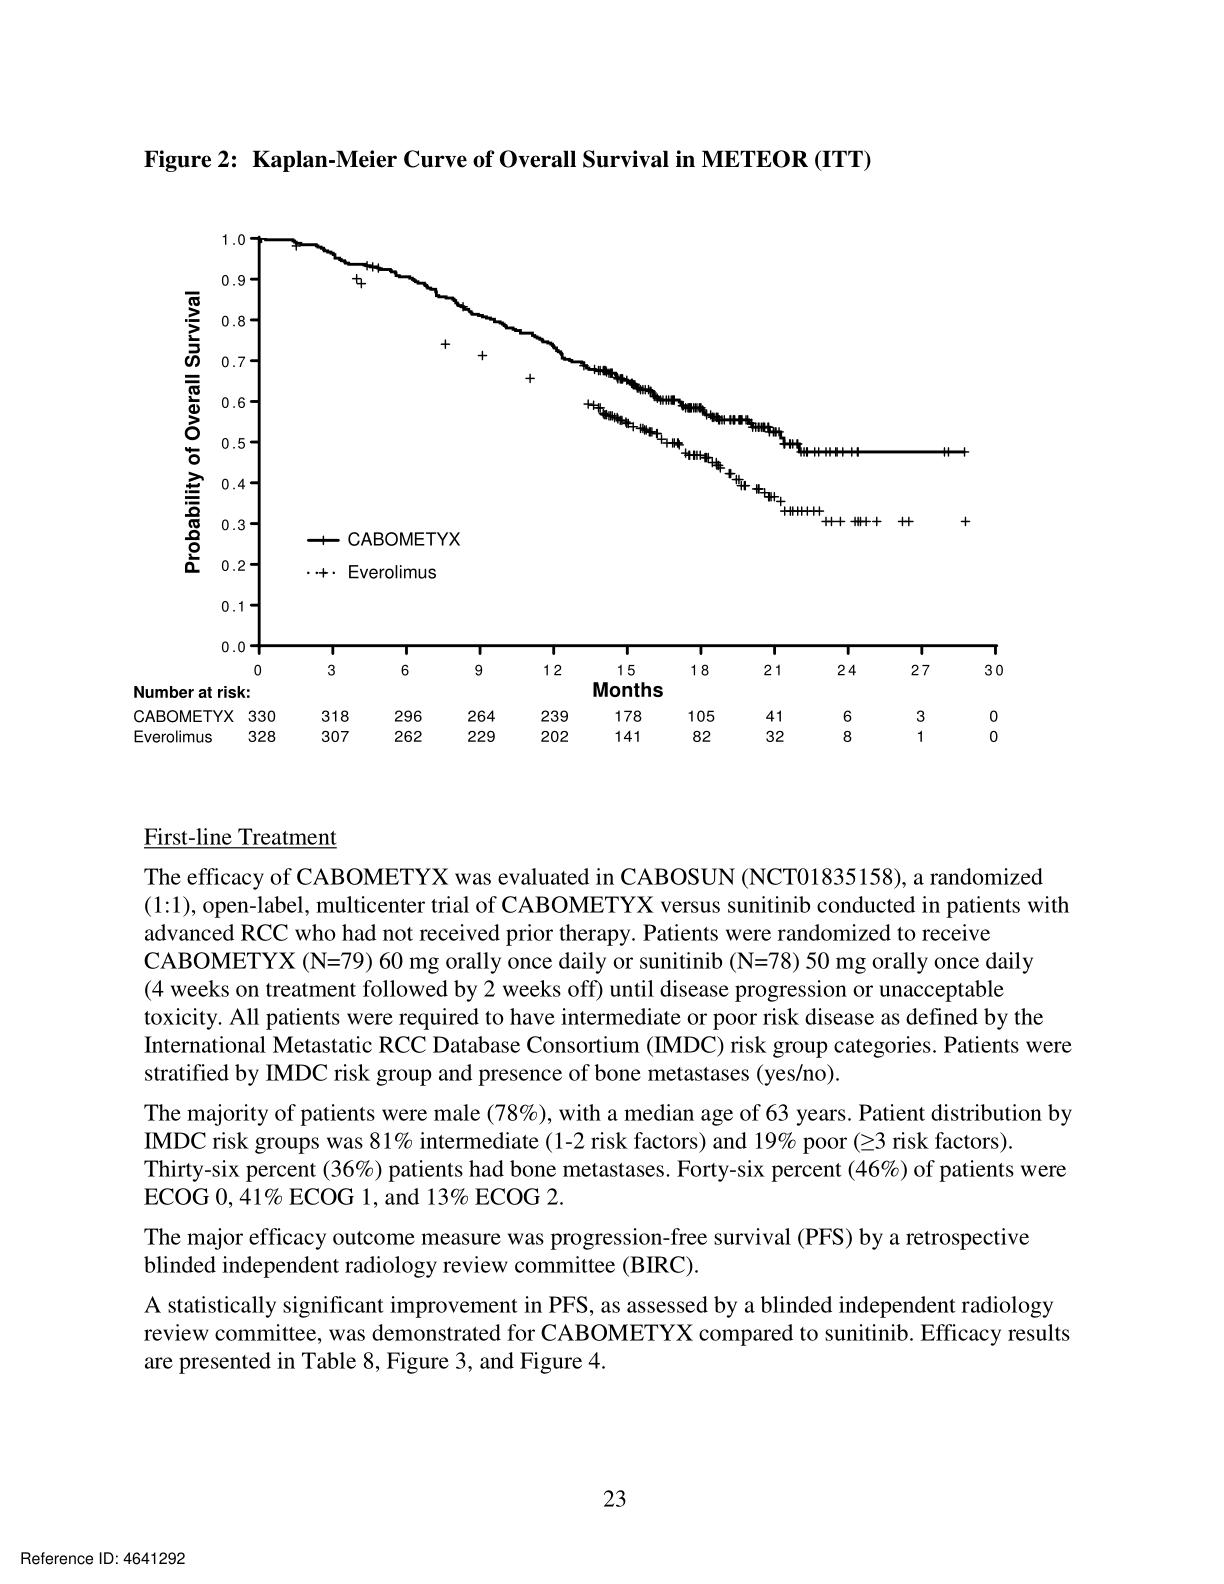 Figure 2: Kaplan-Meier Curve of Overall Survival in METEOR (ITT)
Probability of Overall Survival
1.0
0.9
0.8
0.7
0.6
0.5
0.4
0.3
0.2
0.1
0.0
CABOMETYX
Everolimus
0 3 6 9 12 15 18 21 24 27 30
Months
Number at risk:
CABOMETYX 330 318 296 264 239 178 105 41 6 3 0
Everolimus 328 307 262 229 202 141 82 32 8 1 0
First-line Treatment
The efficacy of CABOMETYX was evaluated in CABOSUN (NCT01835158), a randomized
(1:1), open-label, multicenter trial of CABOMETYX versus sunitinib conducted in patients with
advanced RCC who had not received prior therapy. Patients were randomized to receive
CABOMETYX (N=79) 60 mg orally once daily or sunitinib (N=78) 50 mg orally once daily
(4 weeks on treatment followed by 2 weeks off) until disease progression or unacceptable
toxicity. All patients were required to have intermediate or poor risk disease as defined by the
International Metastatic RCC Database Consortium (IMDC) risk group categories. Patients were
stratified by IMDC risk group and presence of bone metastases (yes/no).
The majority of patients were male (78%), with a median age of 63 years. Patient distribution by
IMDC risk groups was 81% intermediate (1-2 risk factors) and 19% poor (≥3 risk factors).
Thirty-six percent (36%) patients had bone metastases. Forty-six percent (46%) of patients were
ECOG 0, 41% ECOG 1, and 13% ECOG 2.
The major efficacy outcome measure was progression-free survival (PFS) by a retrospective
blinded independent radiology review committee (BIRC).
A statistically significant improvement in PFS, as assessed by a blinded independent radiology
review committee, was demonstrated for CABOMETYX compared to sunitinib. Efficacy results
are presented in Table 8, Figure 3, and Figure 4.
23
Reference ID: 4641292